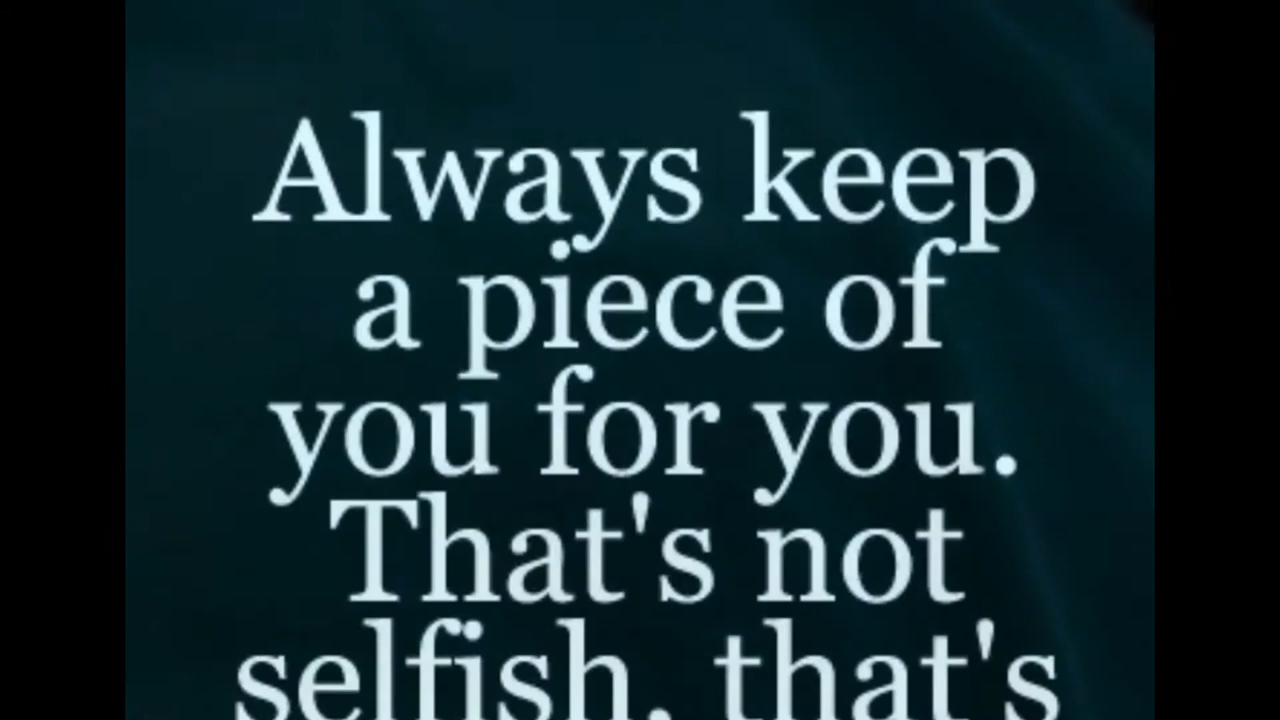 Always keep
a piece of
you for you.
That's not
selfish, that's